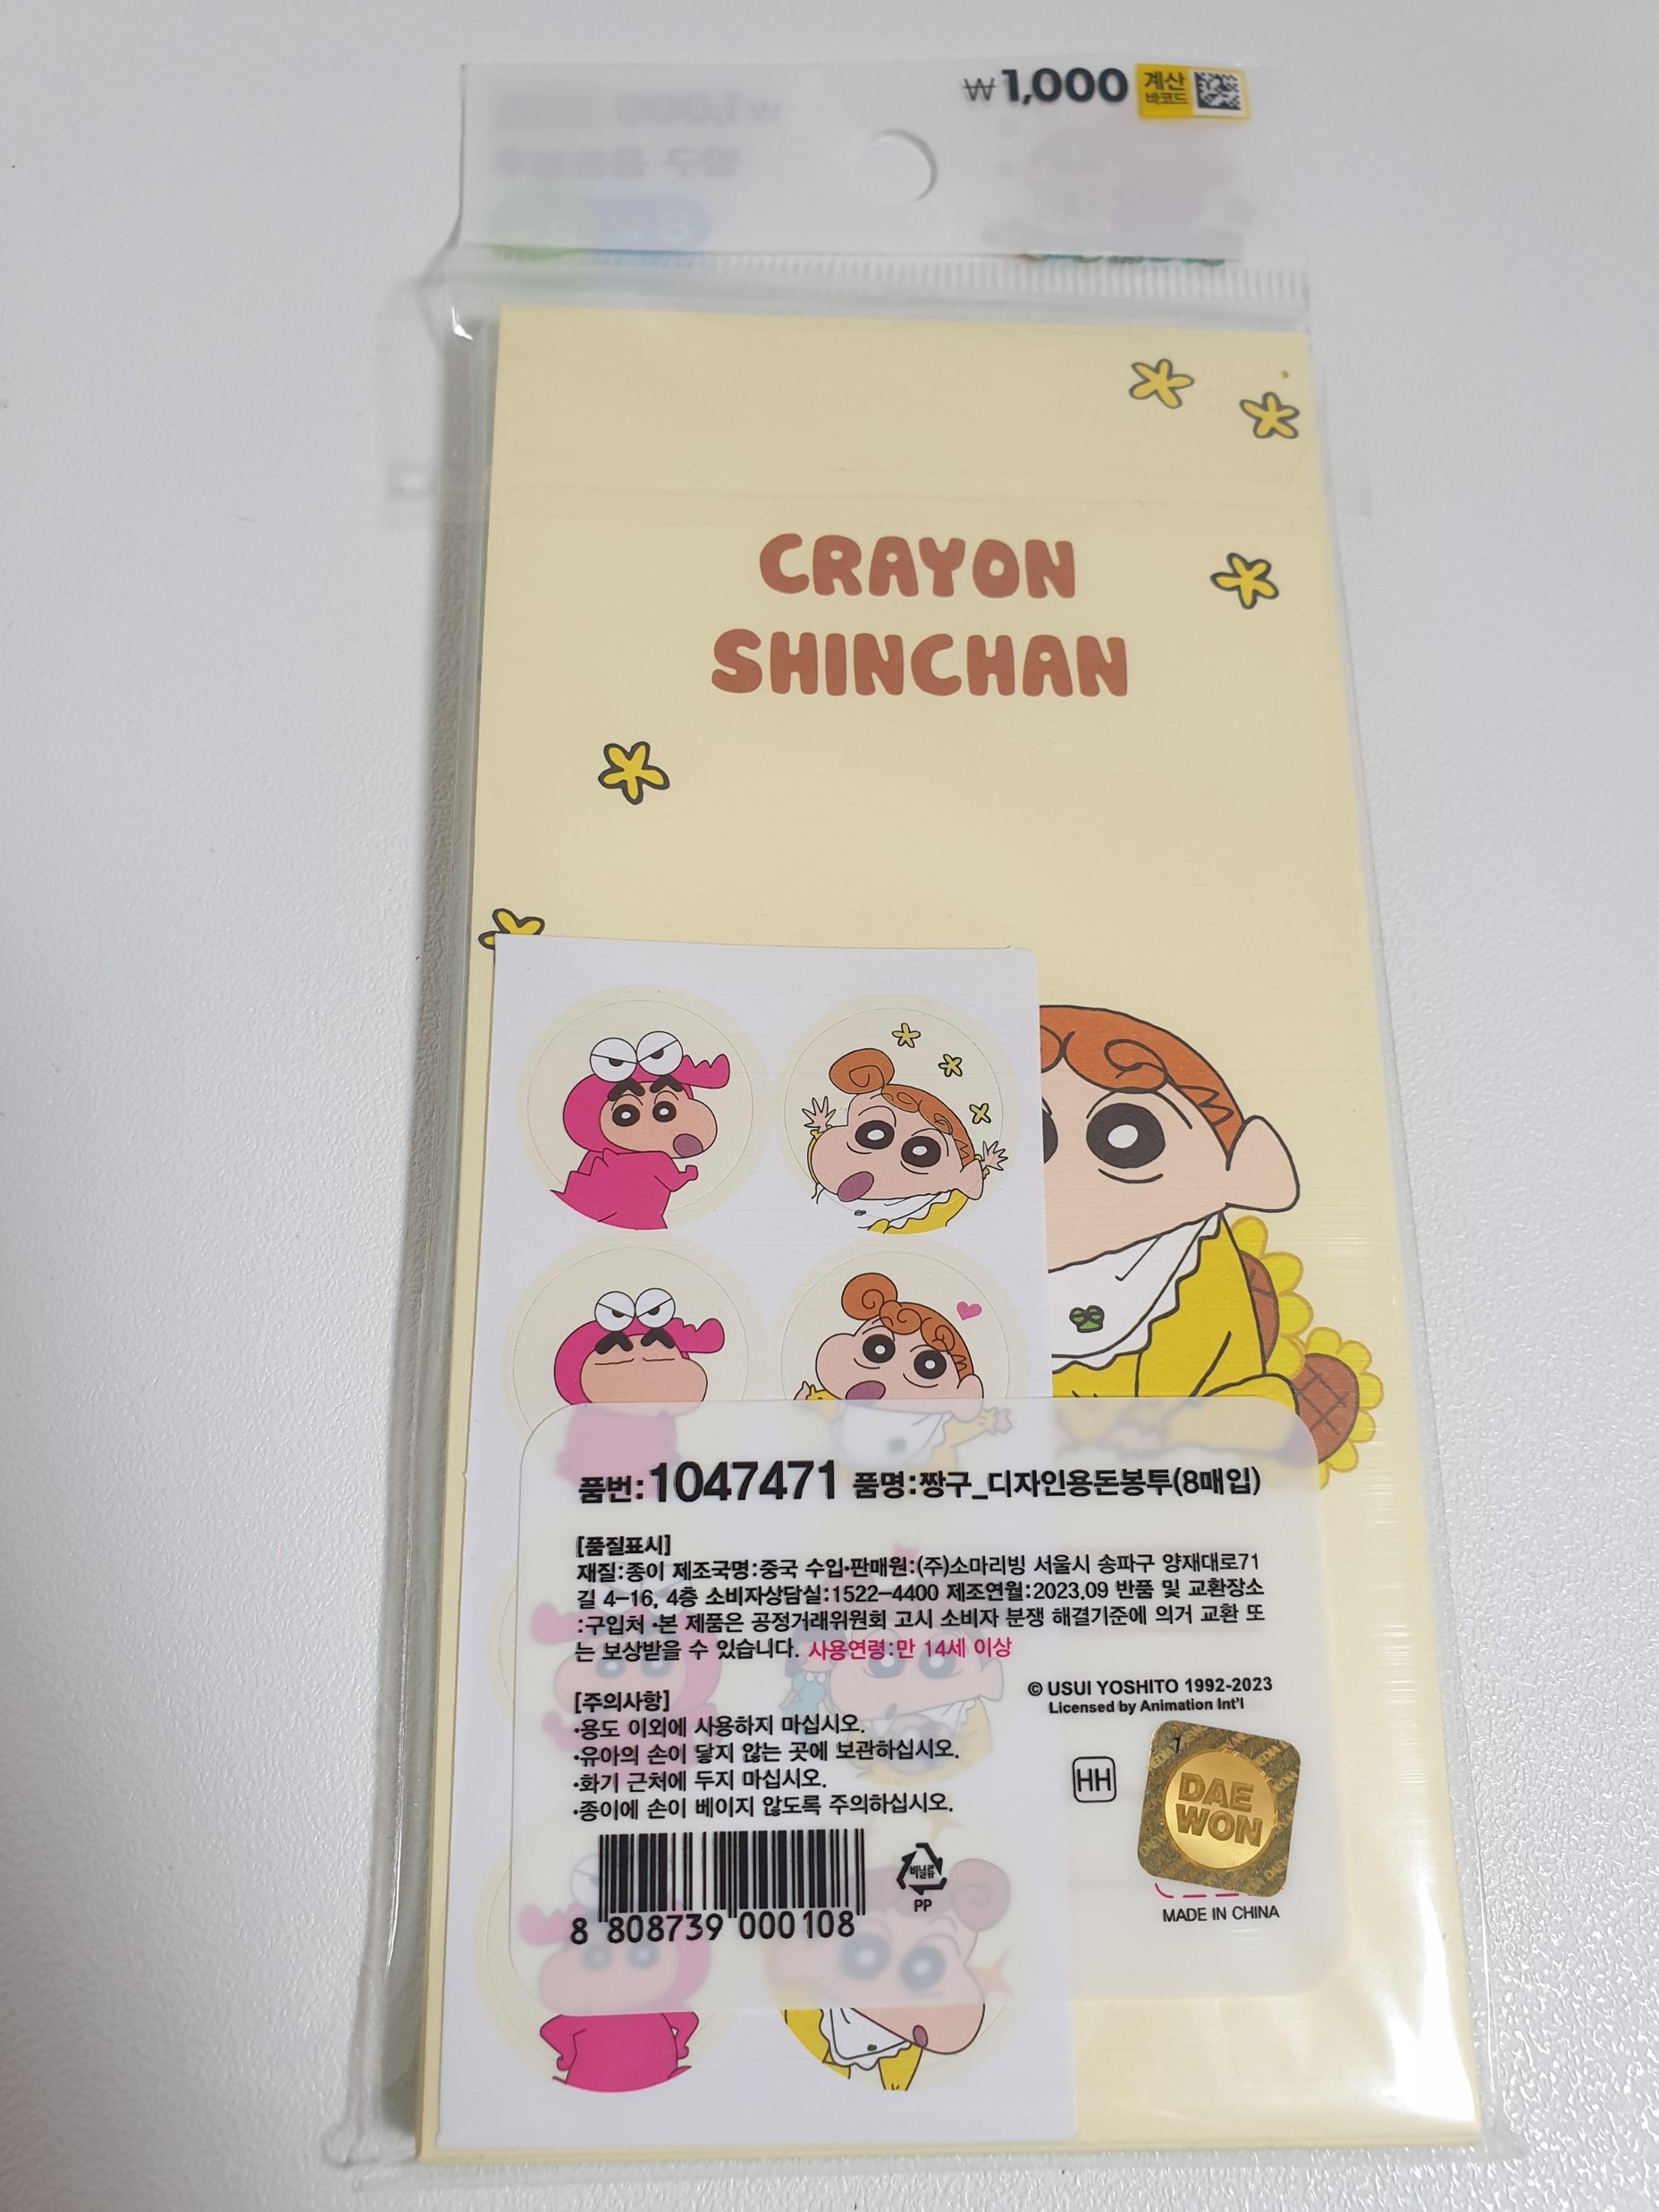 ₩1,000 계산
바코드
CRAYON
SHINCHAN
품번:1047471 품명:짱구_디자인용돈봉투(8매입)
[품질표시]
재질:종이 제조국명:중국 수입·판매원:(주)소마리빙 서울시 송파구 양재대로71
길 4-16, 4층 소비자상담실:1522-4400 제조연월:2023.09 반품 및 교환장소
:구입처 •본 제품은 공정거래위원회 고시 소비자 분쟁 해결기준에 의거 교환 또
는 보상받을 수 있습니다. 사용연령:만 14세 이상
© USUI YOSHITO 1992-2023
Licensed by Animation Int'l
[주의사항]
•용도 이외에 사용하지 마십시오.
•유아의 손이 닿지 않는 곳에 보관하십시오.
•화기 근처에 두지 마십시오.
•종이에 손이 베이지 않도록 주의하십시오.
HH
1
DAE
WON
비닐류
PP
8 808739 000108
MADE IN CHINA